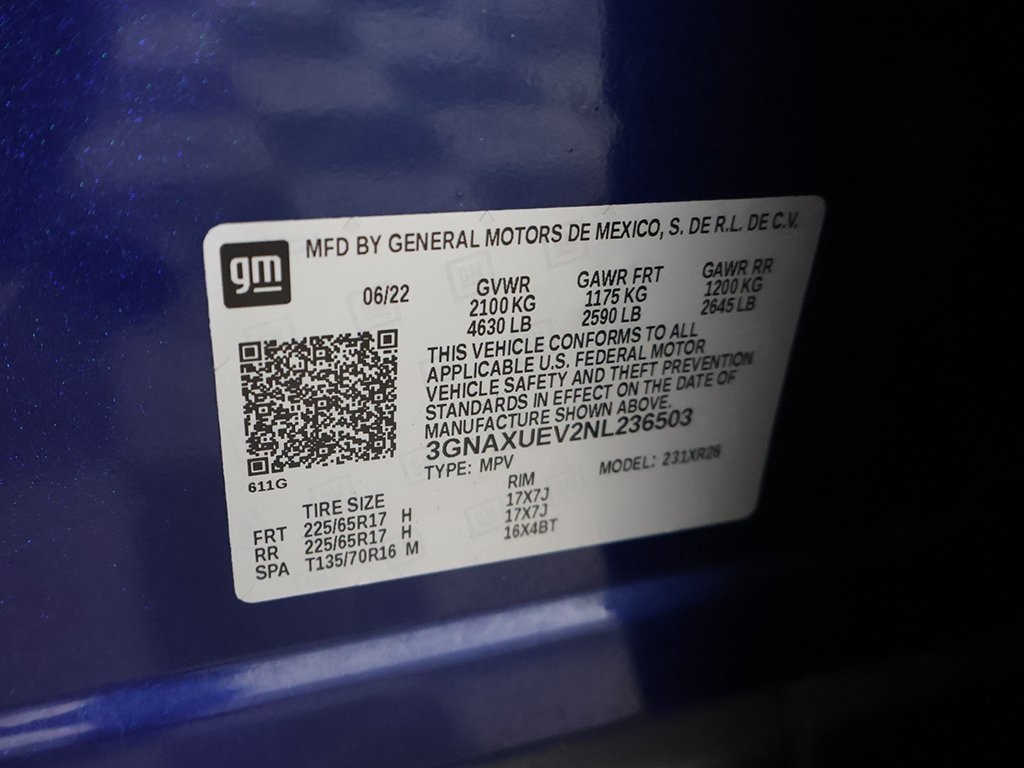 gm
MFD BY GENERAL MOTORS DE MEXICO, S. DE R.L. DE C.V.
06/22
GVWR
2100 KG
4630 LB
GAWR FRT
1175 KG
2590 LB
GAWR RR
1200 KG
2645 LB
THIS VEHICLE CONFORMS TO ALL
APPLICABLE U.S. FEDERAL MOTOR
VEHICLE SAFETY AND THEFT PREVENTION
STANDARDS IN EFFECT ON THE DATE OF
MANUFACTURE SHOWN ABOVE.
3GNAXUEV2NL236503
TYPE: MPV
MODEL: 231XR26
611G
TIRE SIZE
RIM
FRT 225/65R17 H 17X7J
RR 225/65R17 H 17X7J
SPA T135/70R16 M 16X4BT